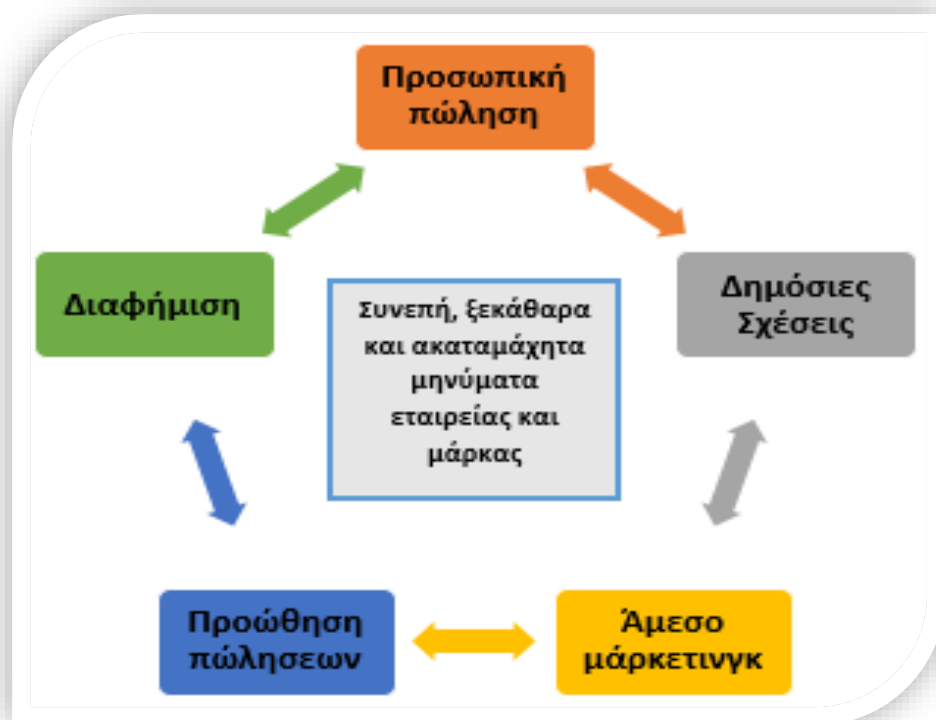 Προσωπική
πώληση
Διαφήμιση
Δημόσιες
Σχέσεις
Συνεπή, ξεκάθαρα
και ακαταμάχητα
μηνύματα
εταιρείας και
μάρκας
Προώθηση
πώλησεων
Άμεσο
μάρκετινγκ